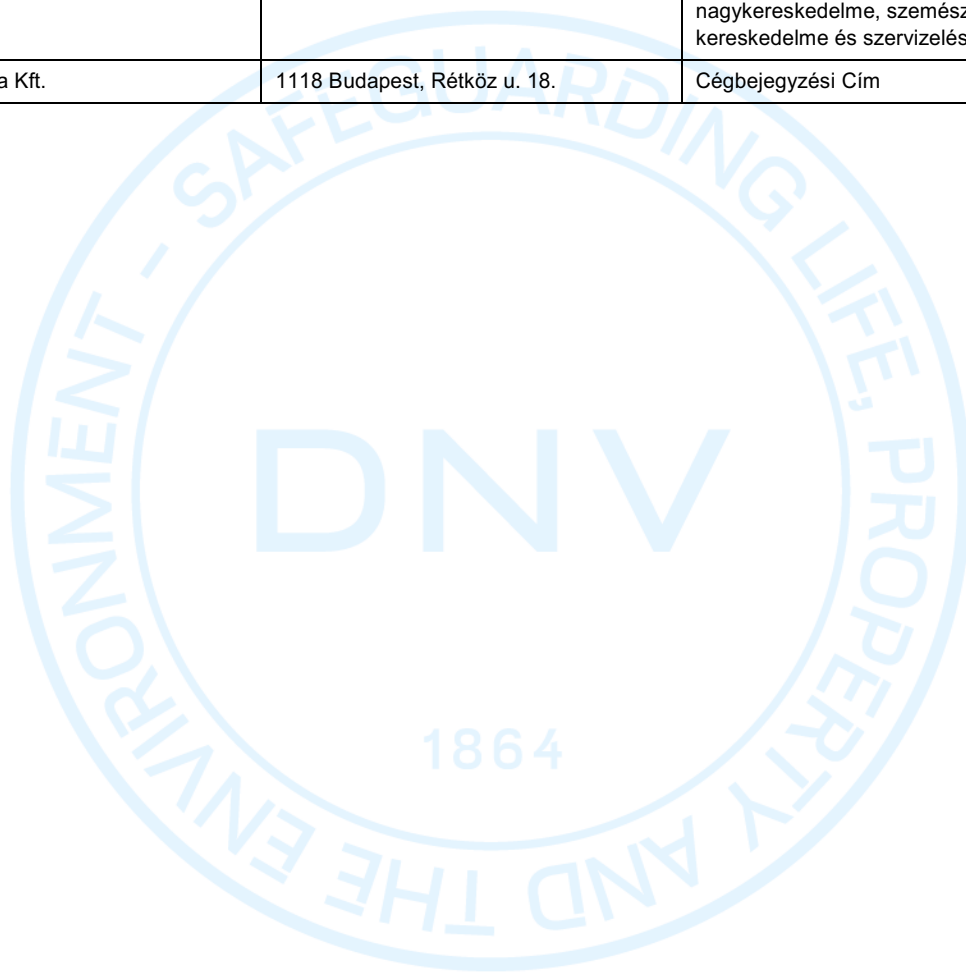 nagykereskedelme, szemész
kereskedelme és szervizelés
a Kft. 1118 Budapest, Rétköz u. 18. Cégbejegyzési Cím
SAFEGUARDING LIFE, PROPERTY AND THE ENVIRONMENT -
DNV
1864